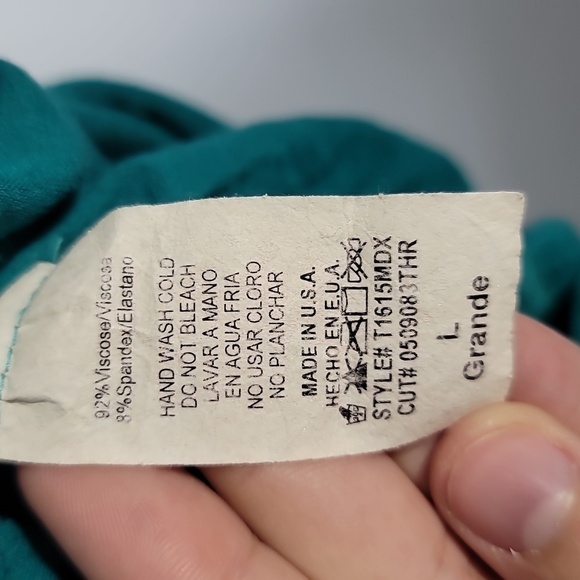 92%Viscose/Viscosa
8%Spandex/Elastano
HAND WASH COLD
DO NOT BLEACH
LAVAR A MANO
EN AGUA FRIA
NO USAR CLORO
NO PLANCHAR
MADE IN U.S.A.
HECHO EN E.U.A.
STYLE# T1615MDX
CUT# 0509083THR
L
Grande